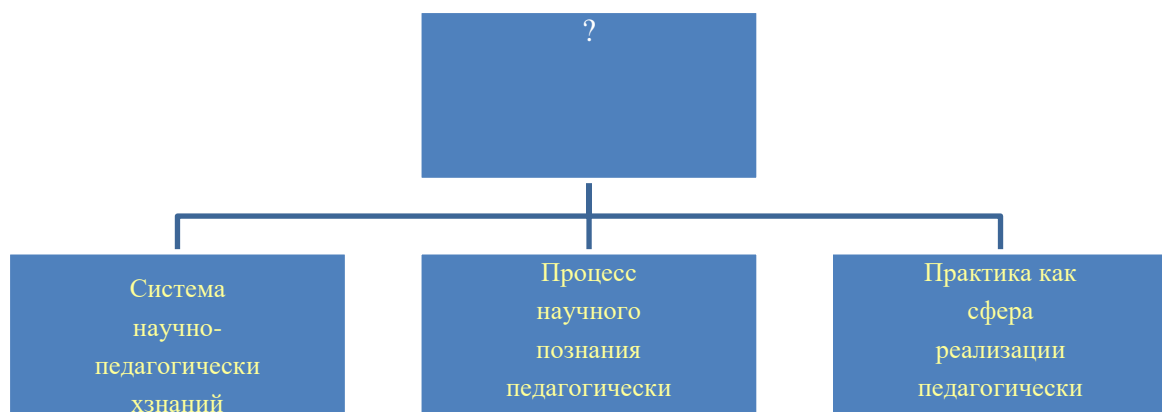 ?
Система
научно-
педагогически
хзнаний
Процесс
научного
познания
педагогически
Практика как
сфера
реализации
педагогически